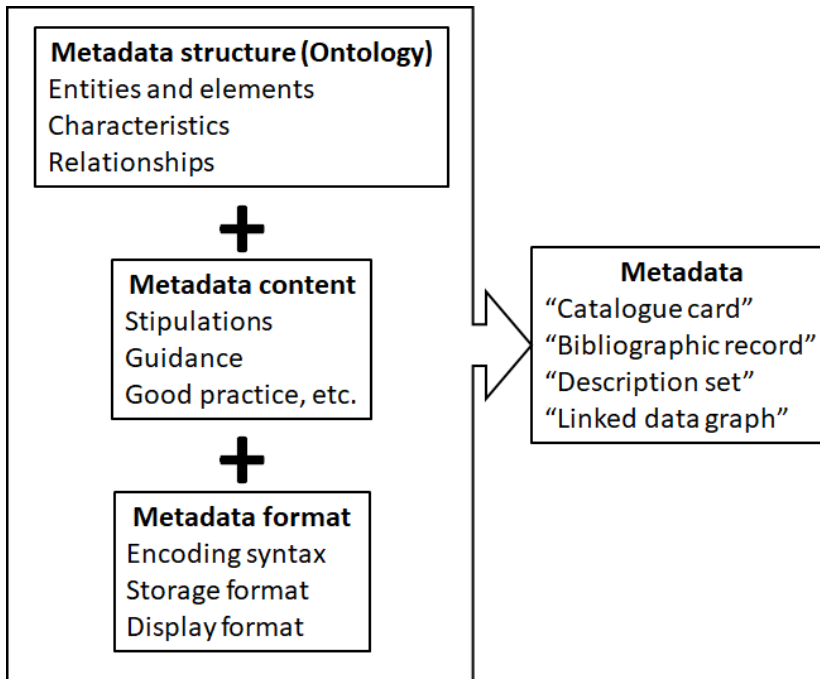 Metadata structure (Ontology)
Entities and elements
Characteristics
Relationships
+
Metadata content
Stipulations
Guidance
Good practice, etc.
+
Metadata format
Encoding syntax
Storage format
Display format
Metadata
“Catalogue card”
“Bibliographic record”
“Description set”
“Linked data graph”